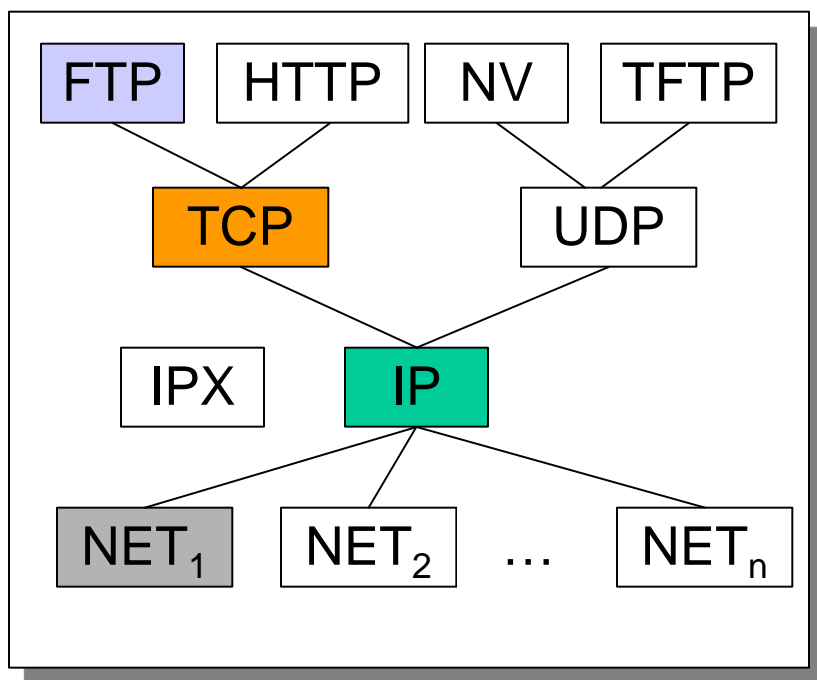 FTP HTTP NV TFTP
TCP UDP
IPX IP
NET₁ NET₂ … NETₙ